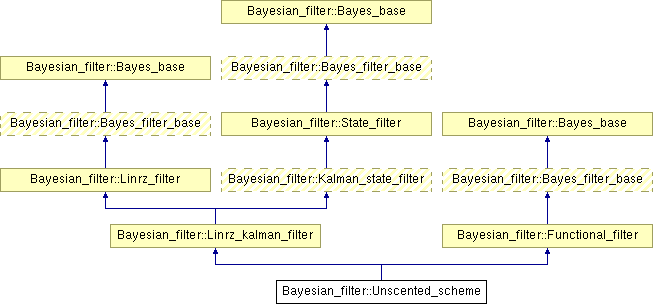 Bayesian_filter::Bayes_base
Bayesian_filter::Bayes_base
Bayesian_filter::Bayes_filter_base
Bayesian_filter::Bayes_filter_base
Bayesian_filter::State_filter
Bayesian_filter::Bayes_base
Bayesian_filter::Linrz_filter
Bayesian_filter::Kalman_state_filter
Bayesian_filter::Bayes_filter_base
Bayesian_filter::Linrz_kalman_filter
Bayesian_filter::Functional_filter
Bayesian_filter::Unscented_scheme